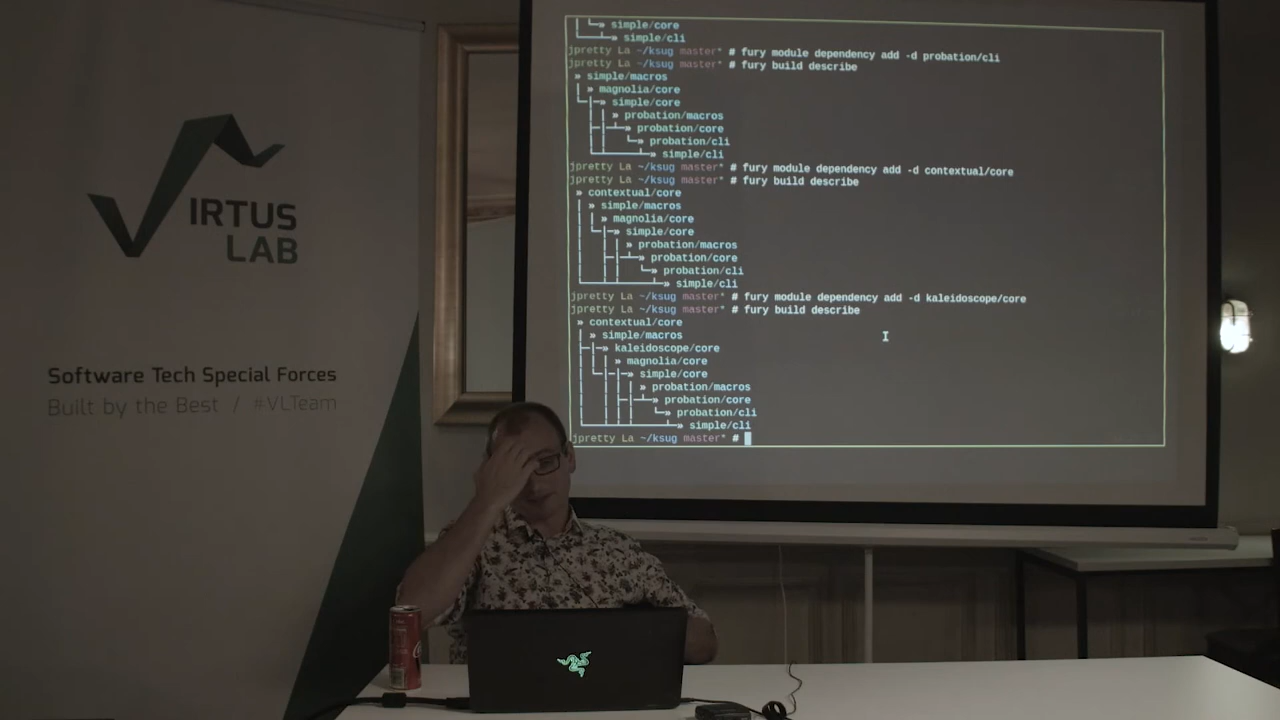 VIRTUS
LAB
Software Tech Special Forces
Built by the Best / #VLTeam
└─» simple/core
└────┴─» simple/cli
jpretty La ~/ksug master* # fury module dependency add -d probation/cli
jpretty La ~/ksug master* # fury build describe
» simple/macros
│ » magnolia/core
└─┼─» simple/core
│ │ » probation/macros
├─┼─┴─» probation/core
│ │ └─» probation/cli
└─────────┴─» simple/cli
jpretty La ~/ksug master* # fury module dependency add -d contextual/core
jpretty La ~/ksug master* # fury build describe
» contextual/core
│ » simple/macros
│ │ » magnolia/core
│ └─┼─» simple/core
│ │ │ » probation/macros
│ ├─┼─┴─» probation/core
│ │ │ └─» probation/cli
└───────────┴─» simple/cli
jpretty La ~/ksug master* # fury module dependency add -d kaleidoscope/core
jpretty La ~/ksug master* # fury build describe
» contextual/core
│ » simple/macros
├─┼─» kaleidoscope/core
│ │ │ » magnolia/core
│ └─┼─┼─» simple/core
│ │ │ │ » probation/macros
│ │ ├─┼─┴─» probation/core
│ │ │ │ └─» probation/cli
└─────────────┴─» simple/cli
jpretty La ~/ksug master* #